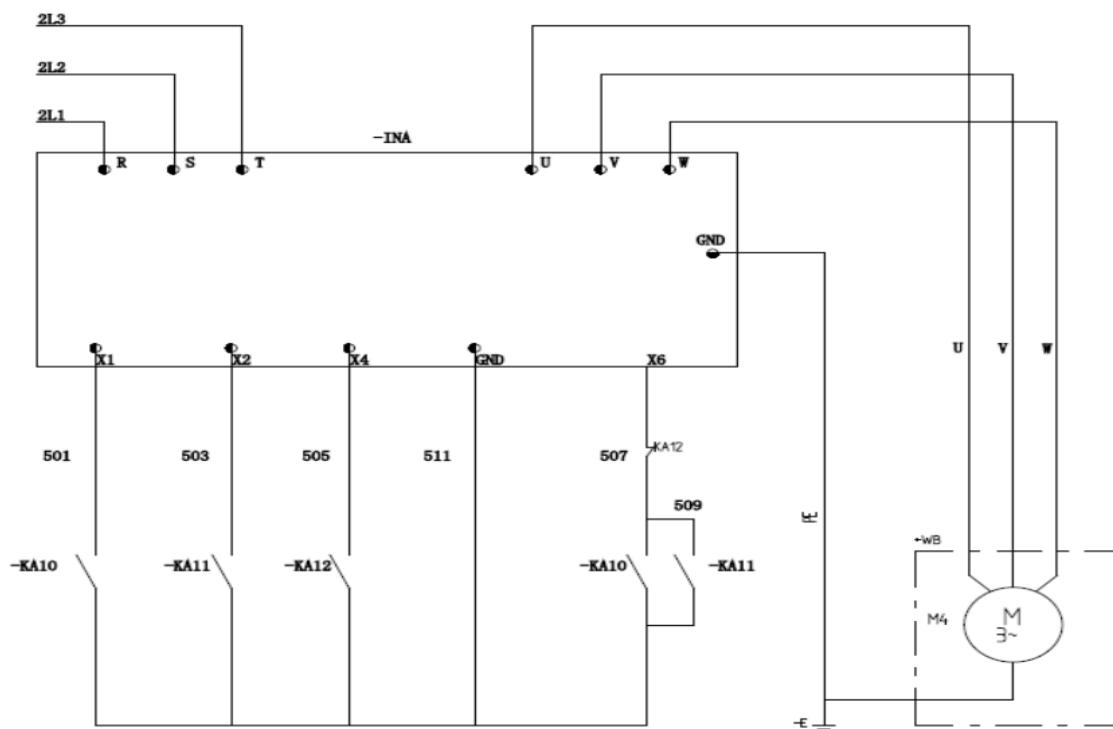 2L3
2L2
2L1
-INA
R S T U V W
GND
X1 X2 X4 GND X6
U V W
501 503 505 511 507 KA12
509
PE
-KA10 -KA11 -KA12 -KA10 -KA11
-WB
M4
M
3~
-E